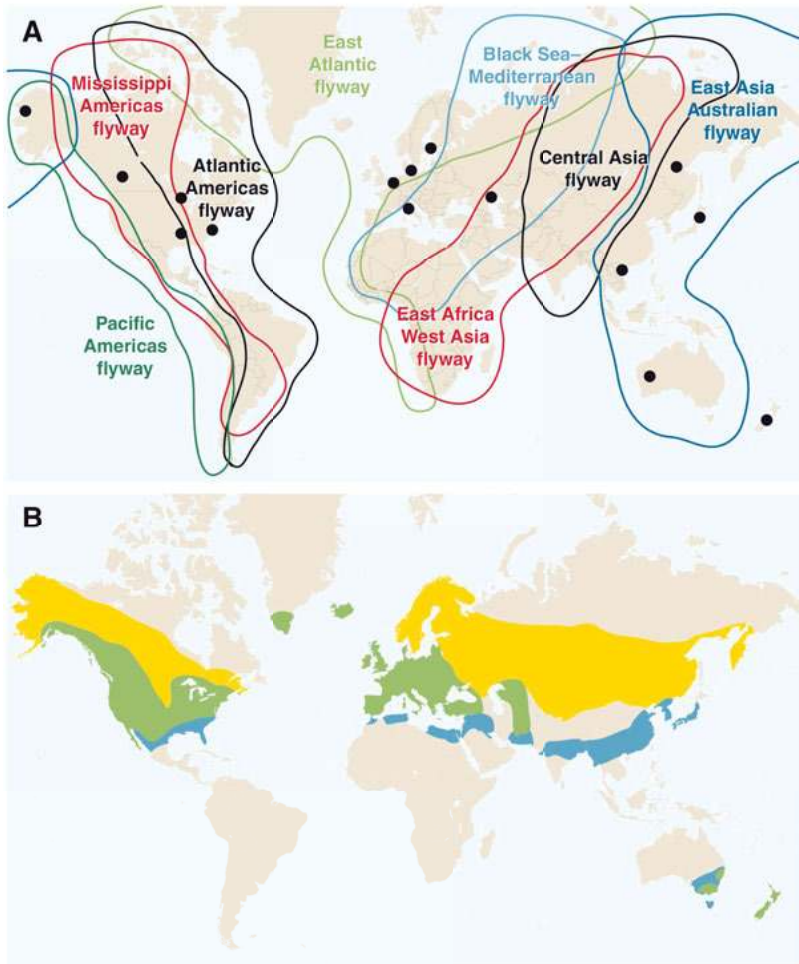 A
East
Atlantic
flyway
Black Sea–
Mediterranean
flyway
Mississippi
Americas
flyway
East Asia
Australian
flyway
Atlantic
Americas
flyway
Central Asia
flyway
Pacific
Americas
flyway
East Africa
West Asia
flyway
B